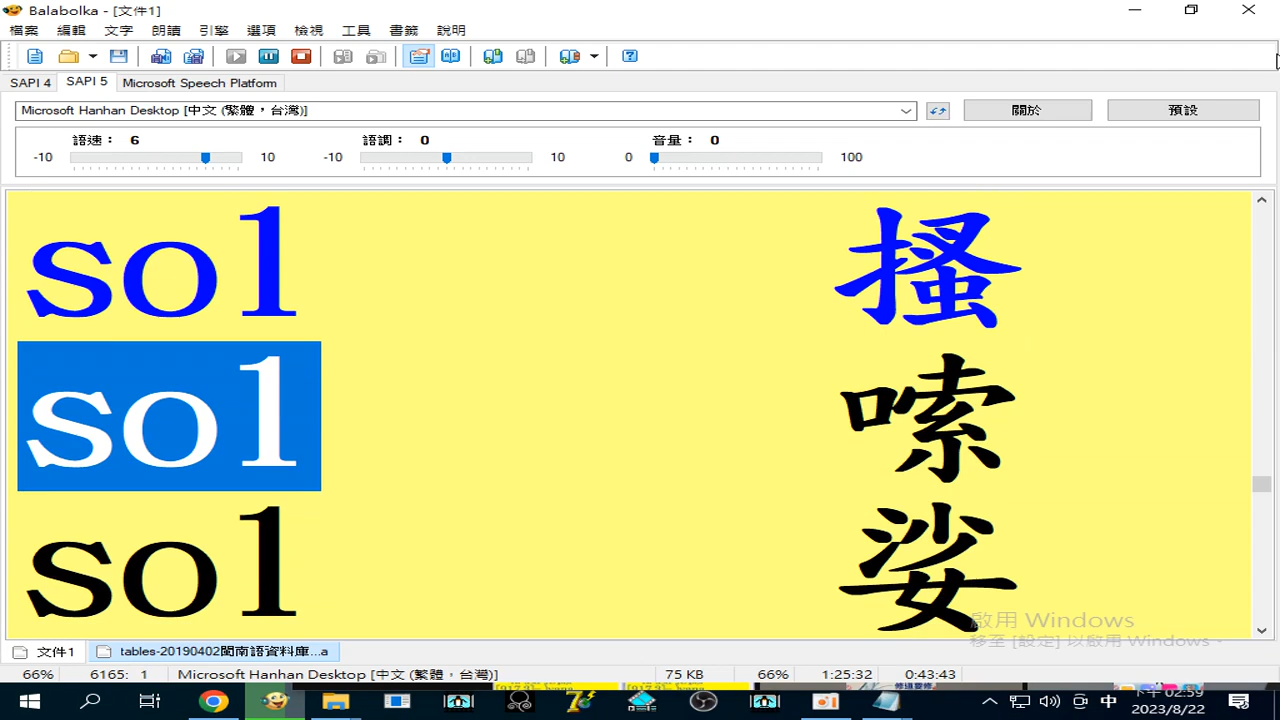 Balabolka - [文件1]
檔案 編輯 文字 朗讀 引擎 選項 檢視 工具 書籤 說明
SAPI 4 SAPI 5 Microsoft Speech Platform
Microsoft Hanhan Desktop [中文 (繁體，台灣)] 關於 預設
語速： 6 語調： 0 音量： 0
-10 10 -10 10 0 100
so1 搔
so1 嗦
so1 娑
啟用 Windows
移至 [設定] 以啟用 Windows。
文件1 tables-20190402閩南語資料庫...a
66% 6165: 1 Microsoft Hanhan Desktop [中文 (繁體，台灣)] 75 KB 66% 1:25:32 0:43:43
中 下午 02:59
2023/8/22